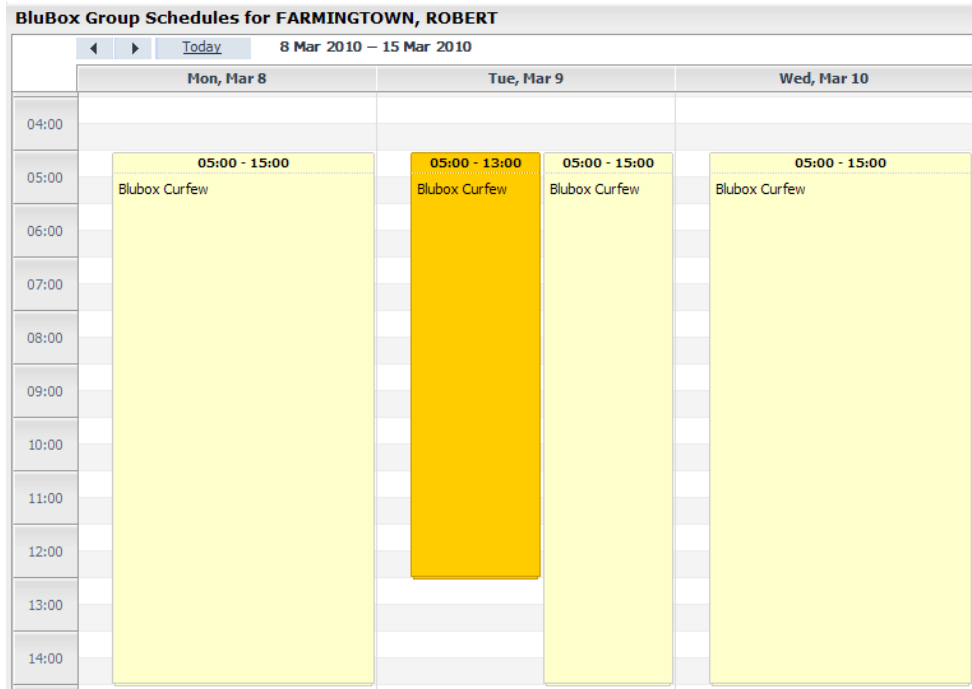 BluBox Group Schedules for FARMINGTOWN, ROBERT
Today 8 Mar 2010 – 15 Mar 2010
Mon, Mar 8 Tue, Mar 9 Wed, Mar 10
04:00
05:00 - 15:00 05:00 - 13:00 05:00 - 15:00 05:00 - 15:00
05:00
Blubox Curfew Blubox Curfew Blubox Curfew Blubox Curfew
06:00
07:00
08:00
09:00
10:00
11:00
12:00
13:00
14:00